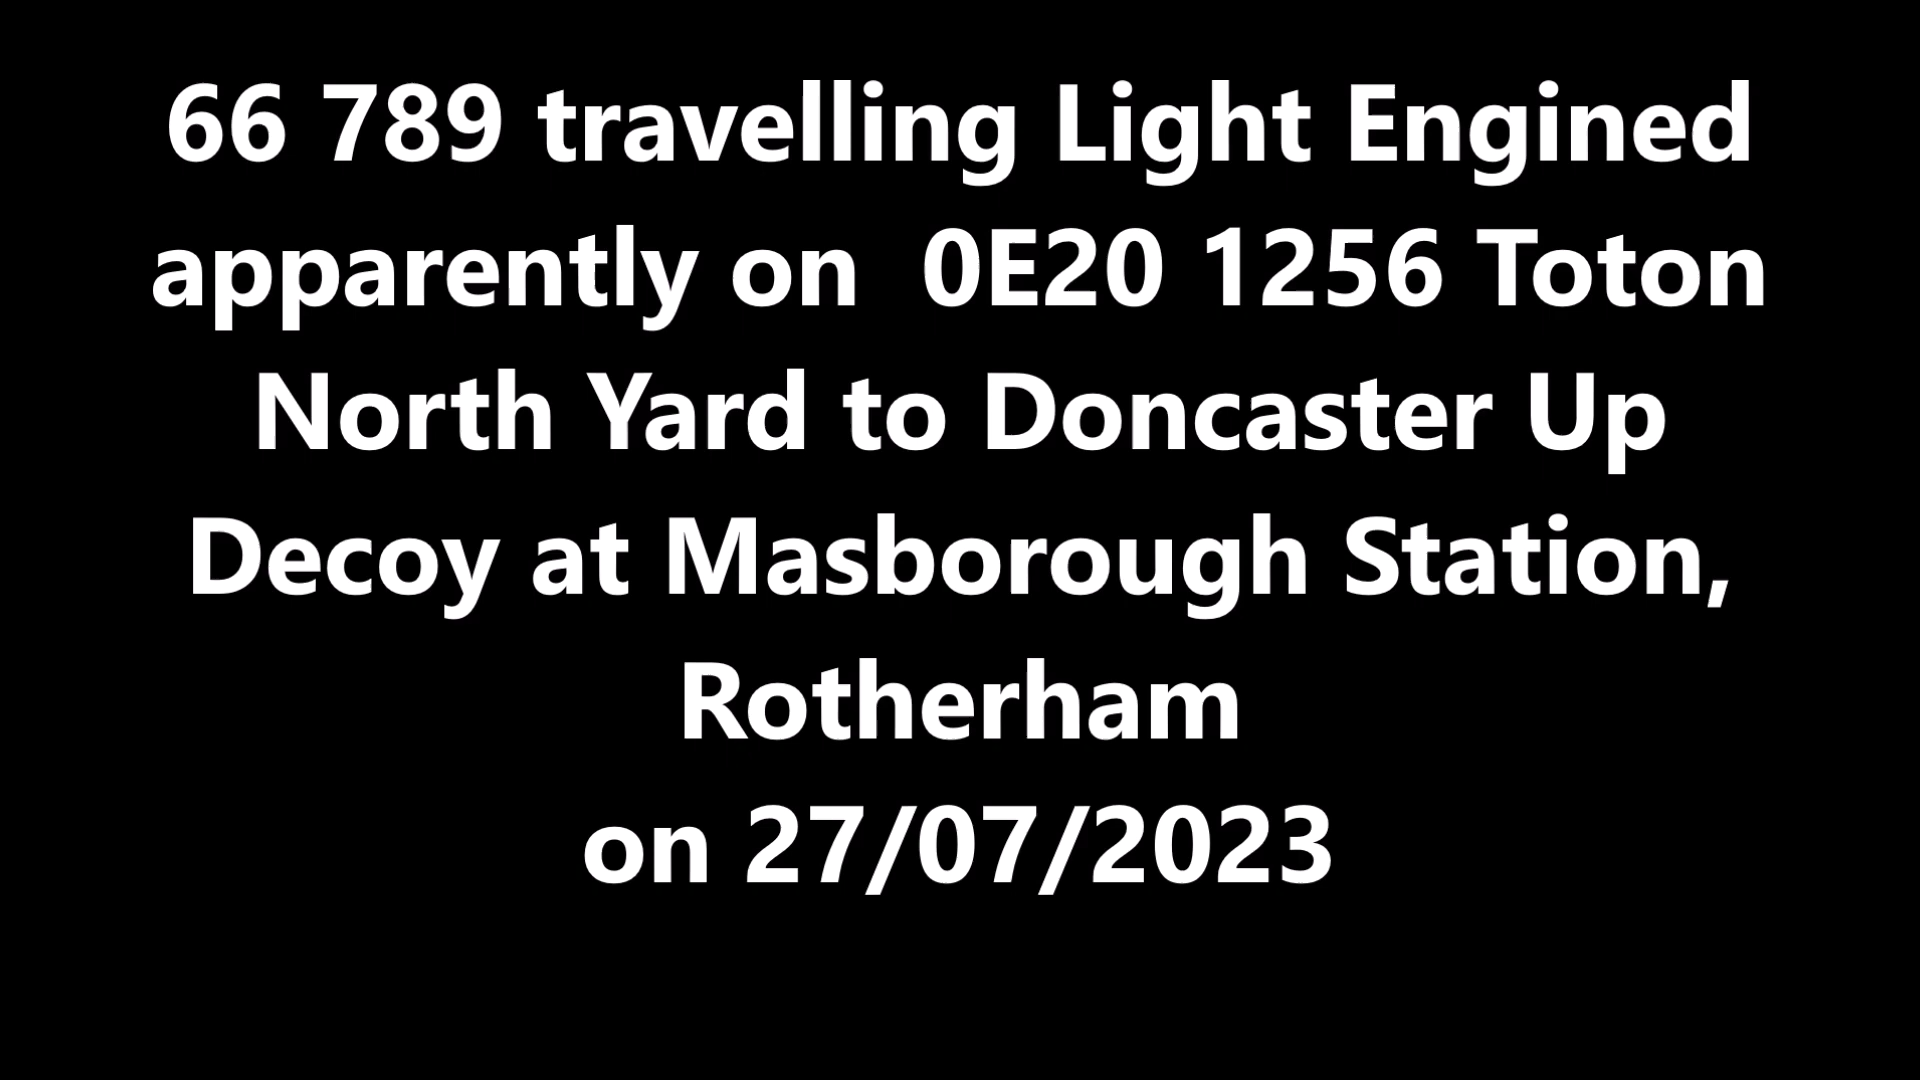 66 789 travelling Light Engined
apparently on  0E20 1256 Toton
North Yard to Doncaster Up
Decoy at Masborough Station,
Rotherham
on 27/07/2023